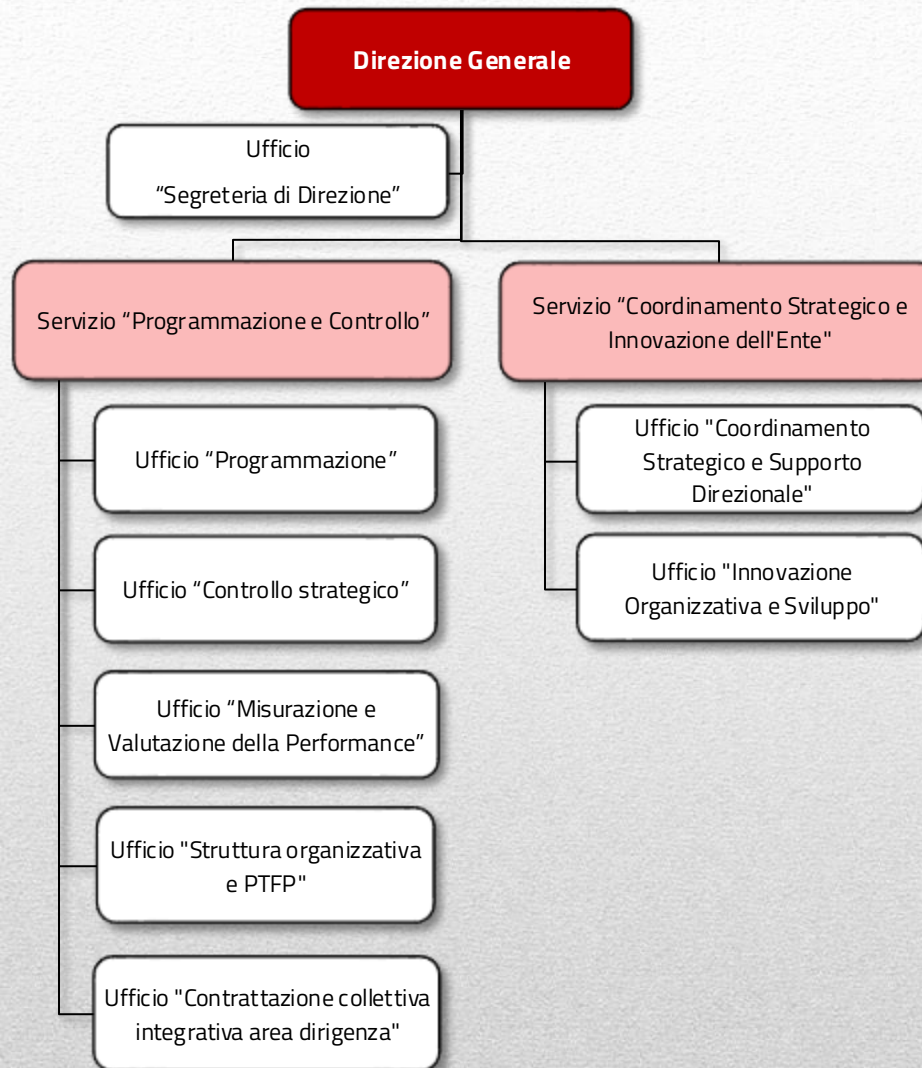 Direzione Generale
Ufficio
“Segreteria di Direzione”
Servizio “Programmazione e Controllo”
Ufficio “Programmazione”
Ufficio “Controllo strategico”
Ufficio “Misurazione e
Valutazione della Performance”
Ufficio "Struttura organizzativa
e PTFP"
Ufficio "Contrattazione collettiva
integrativa area dirigenza"
Servizio “Coordinamento Strategico e
Innovazione dell'Ente"
Ufficio "Coordinamento
Strategico e Supporto
Direzionale"
Ufficio "Innovazione
Organizzativa e Sviluppo"